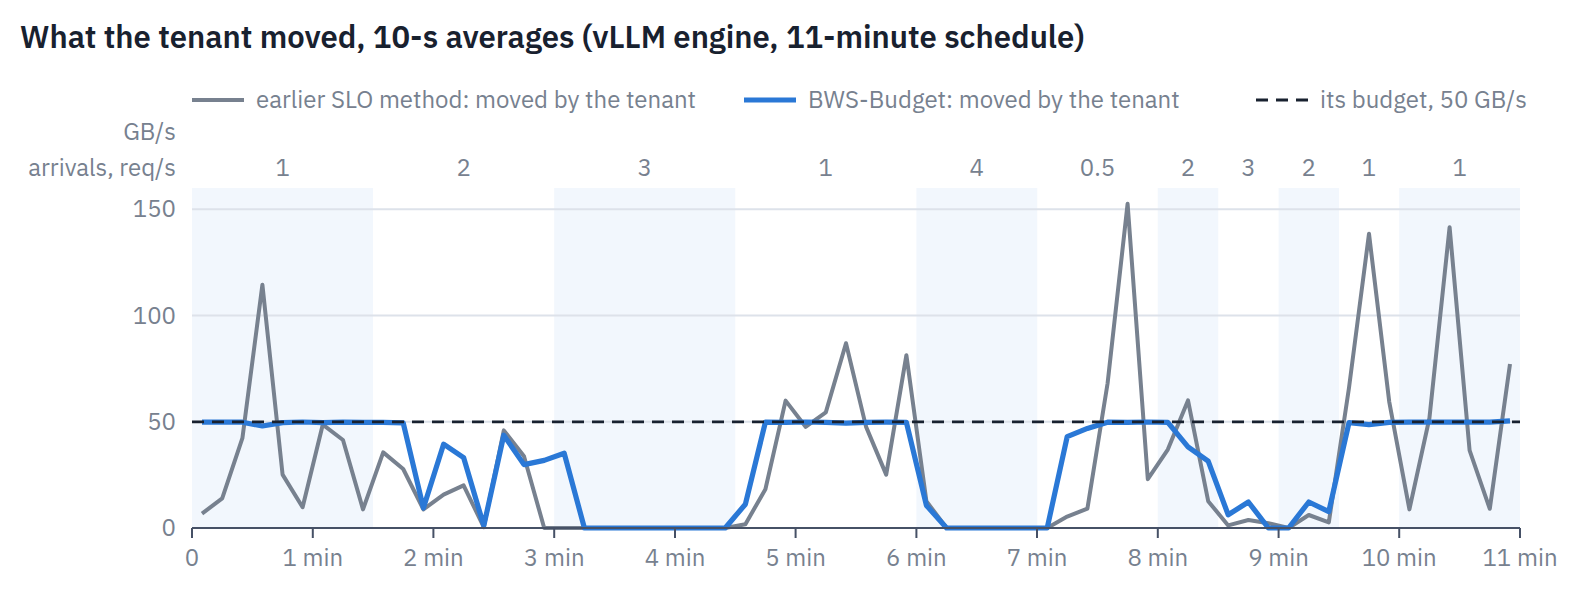 What the tenant moved, 10-s averages (vLLM engine, 11-minute schedule)
earlier SLO method: moved by the tenant BWS-Budget: moved by the tenant its budget, 50 GB/s
GB/s
arrivals, req/s 1 2 3 1 4 0.5 2 3 2 1 1
150
100
50
0
0 1 min 2 min 3 min 4 min 5 min 6 min 7 min 8 min 9 min 10 min 11 min